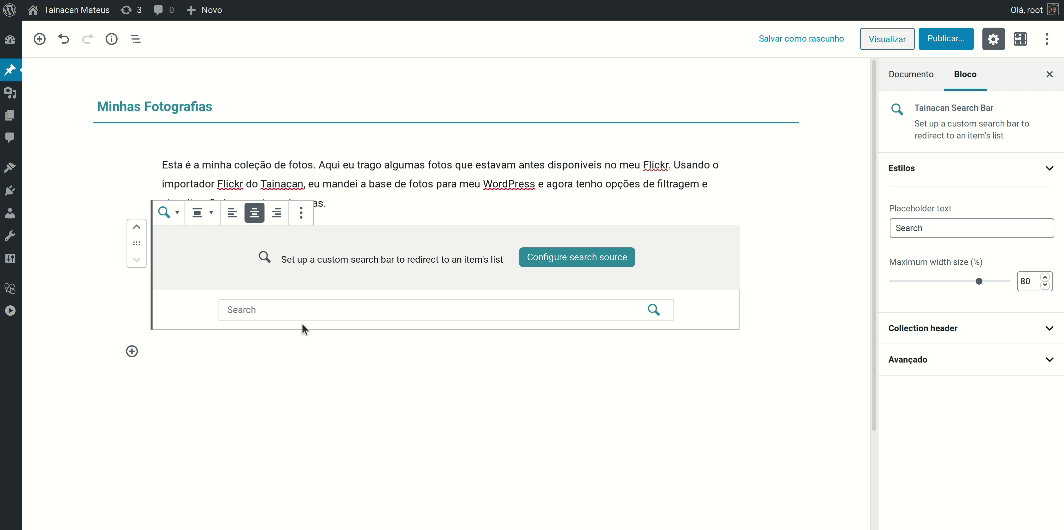 Tainacan Mateus
3
0
Novo
Olá, root
Salvar como rascunho
Visualizar
Publicar...
Documento
Bloco
Minhas Fotografias
Tainacan Search Bar
Set up a custom search bar to
redirect to an item's list
Estilos
Esta é a minha coleção de fotos. Aqui eu trago algumas fotos que estavam antes disponíveis no meu Flickr. Usando o
importador Flickr do Tainacan, eu mandei a base de fotos para meu WordPress e agora tenho opções de filtragem e
as.
Placeholder text
Search
Set up a custom search bar to redirect to an item's list
Configure search source
Maximum width size (%)
80
Search
Collection header
Avançado